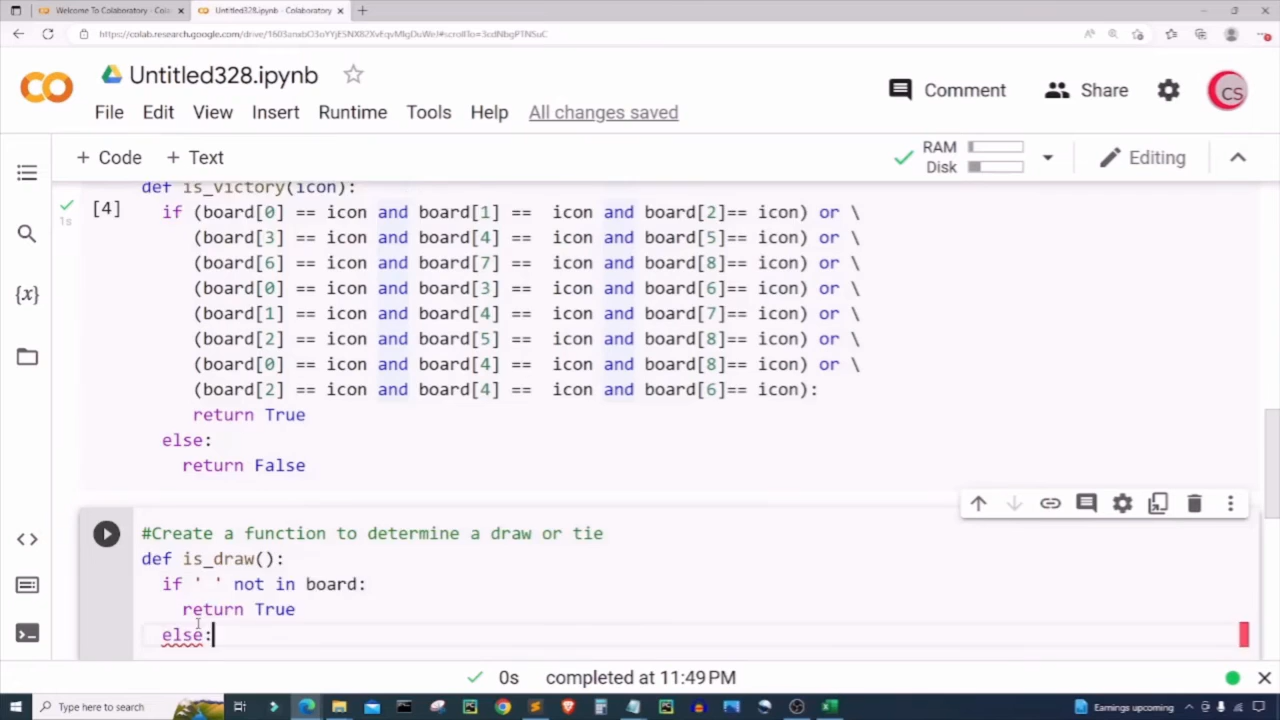 Welcome To Colaboratory - Cola
Untitled328.ipynb - Colaboratory
Untitled328.ipynb
Comment
Share
CS
File Edit View Insert Runtime Tools Help All changes saved
+ Code + Text
RAM
Disk
Editing
def is_victory(icon):
[4]
1s
if (board[0] == icon and board[1] ==  icon and board[2]== icon) or \
(board[3] == icon and board[4] ==  icon and board[5]== icon) or \
(board[6] == icon and board[7] ==  icon and board[8]== icon) or \
(board[0] == icon and board[3] ==  icon and board[6]== icon) or \
(board[1] == icon and board[4] ==  icon and board[7]== icon) or \
(board[2] == icon and board[5] ==  icon and board[8]== icon) or \
(board[0] == icon and board[4] ==  icon and board[8]== icon) or \
(board[2] == icon and board[4] ==  icon and board[6]== icon):
return True
else:
return False
{x}
#Create a function to determine a draw or tie
def is_draw():
if ' ' not in board:
return True
else:
0s completed at 11:49 PM
Type here to search
Earnings upcoming